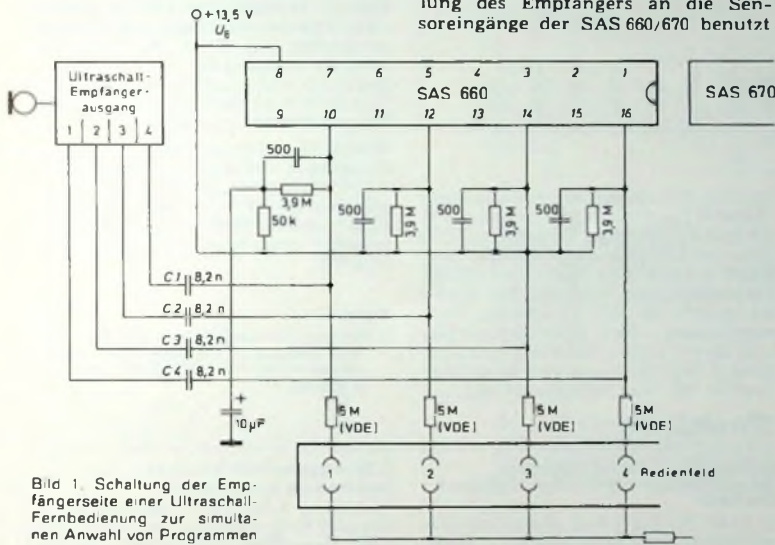 lung des Empfängers an die Sen-
soreingänge der SAS 660/670 benutzt
+13,5 V
U_B
Ultraschall-
Empfänger-
ausgang
1 2 3 4
8 7 6 5 4 3 2 1
SAS 660
9 10 11 12 13 14 15 16
SAS 670
500
3,9 M
50 k
500
3,9 M
500
3,9 M
500
3,9 M
C1 8,2 n
C2 8,2 n
C3 8,2 n
C4 8,2 n
+
10 µF
5 M
(VDE)
5 M
(VDE)
5 M
(VDE)
5 M
(VDE)
1 2 3 4 Bedienfeld
Bild 1. Schaltung der Emp-
fängerseite einer Ultraschall-
Fernbedienung zur simulta-
nen Anwahl von Programmen